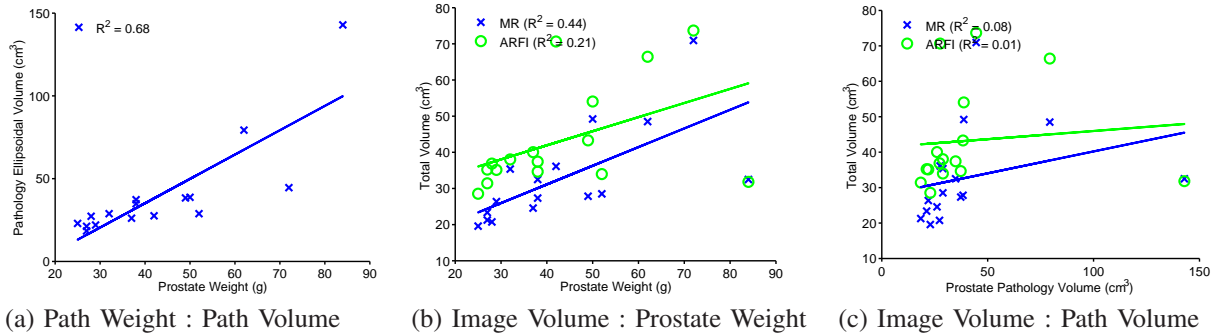 150
100
50
0
20 30 40 50 60 70 80 90
Prostate Weight (g)
Pathology Ellipsoidal Volume (cm³)
R² = 0.68
(a) Path Weight : Path Volume
80
70
60
50
40
30
20
10
20 30 40 50 60 70 80 90
Prostate Weight (g)
Total Volume (cm³)
MR (R² = 0.44)
ARFI (R² = 0.21)
(b) Image Volume : Prostate Weight
80
70
60
50
40
30
20
10
0 50 100 150
Prostate Pathology Volume (cm³)
Total Volume (cm³)
MR (R² = 0.08)
ARFI (R² = 0.01)
(c) Image Volume : Path Volume